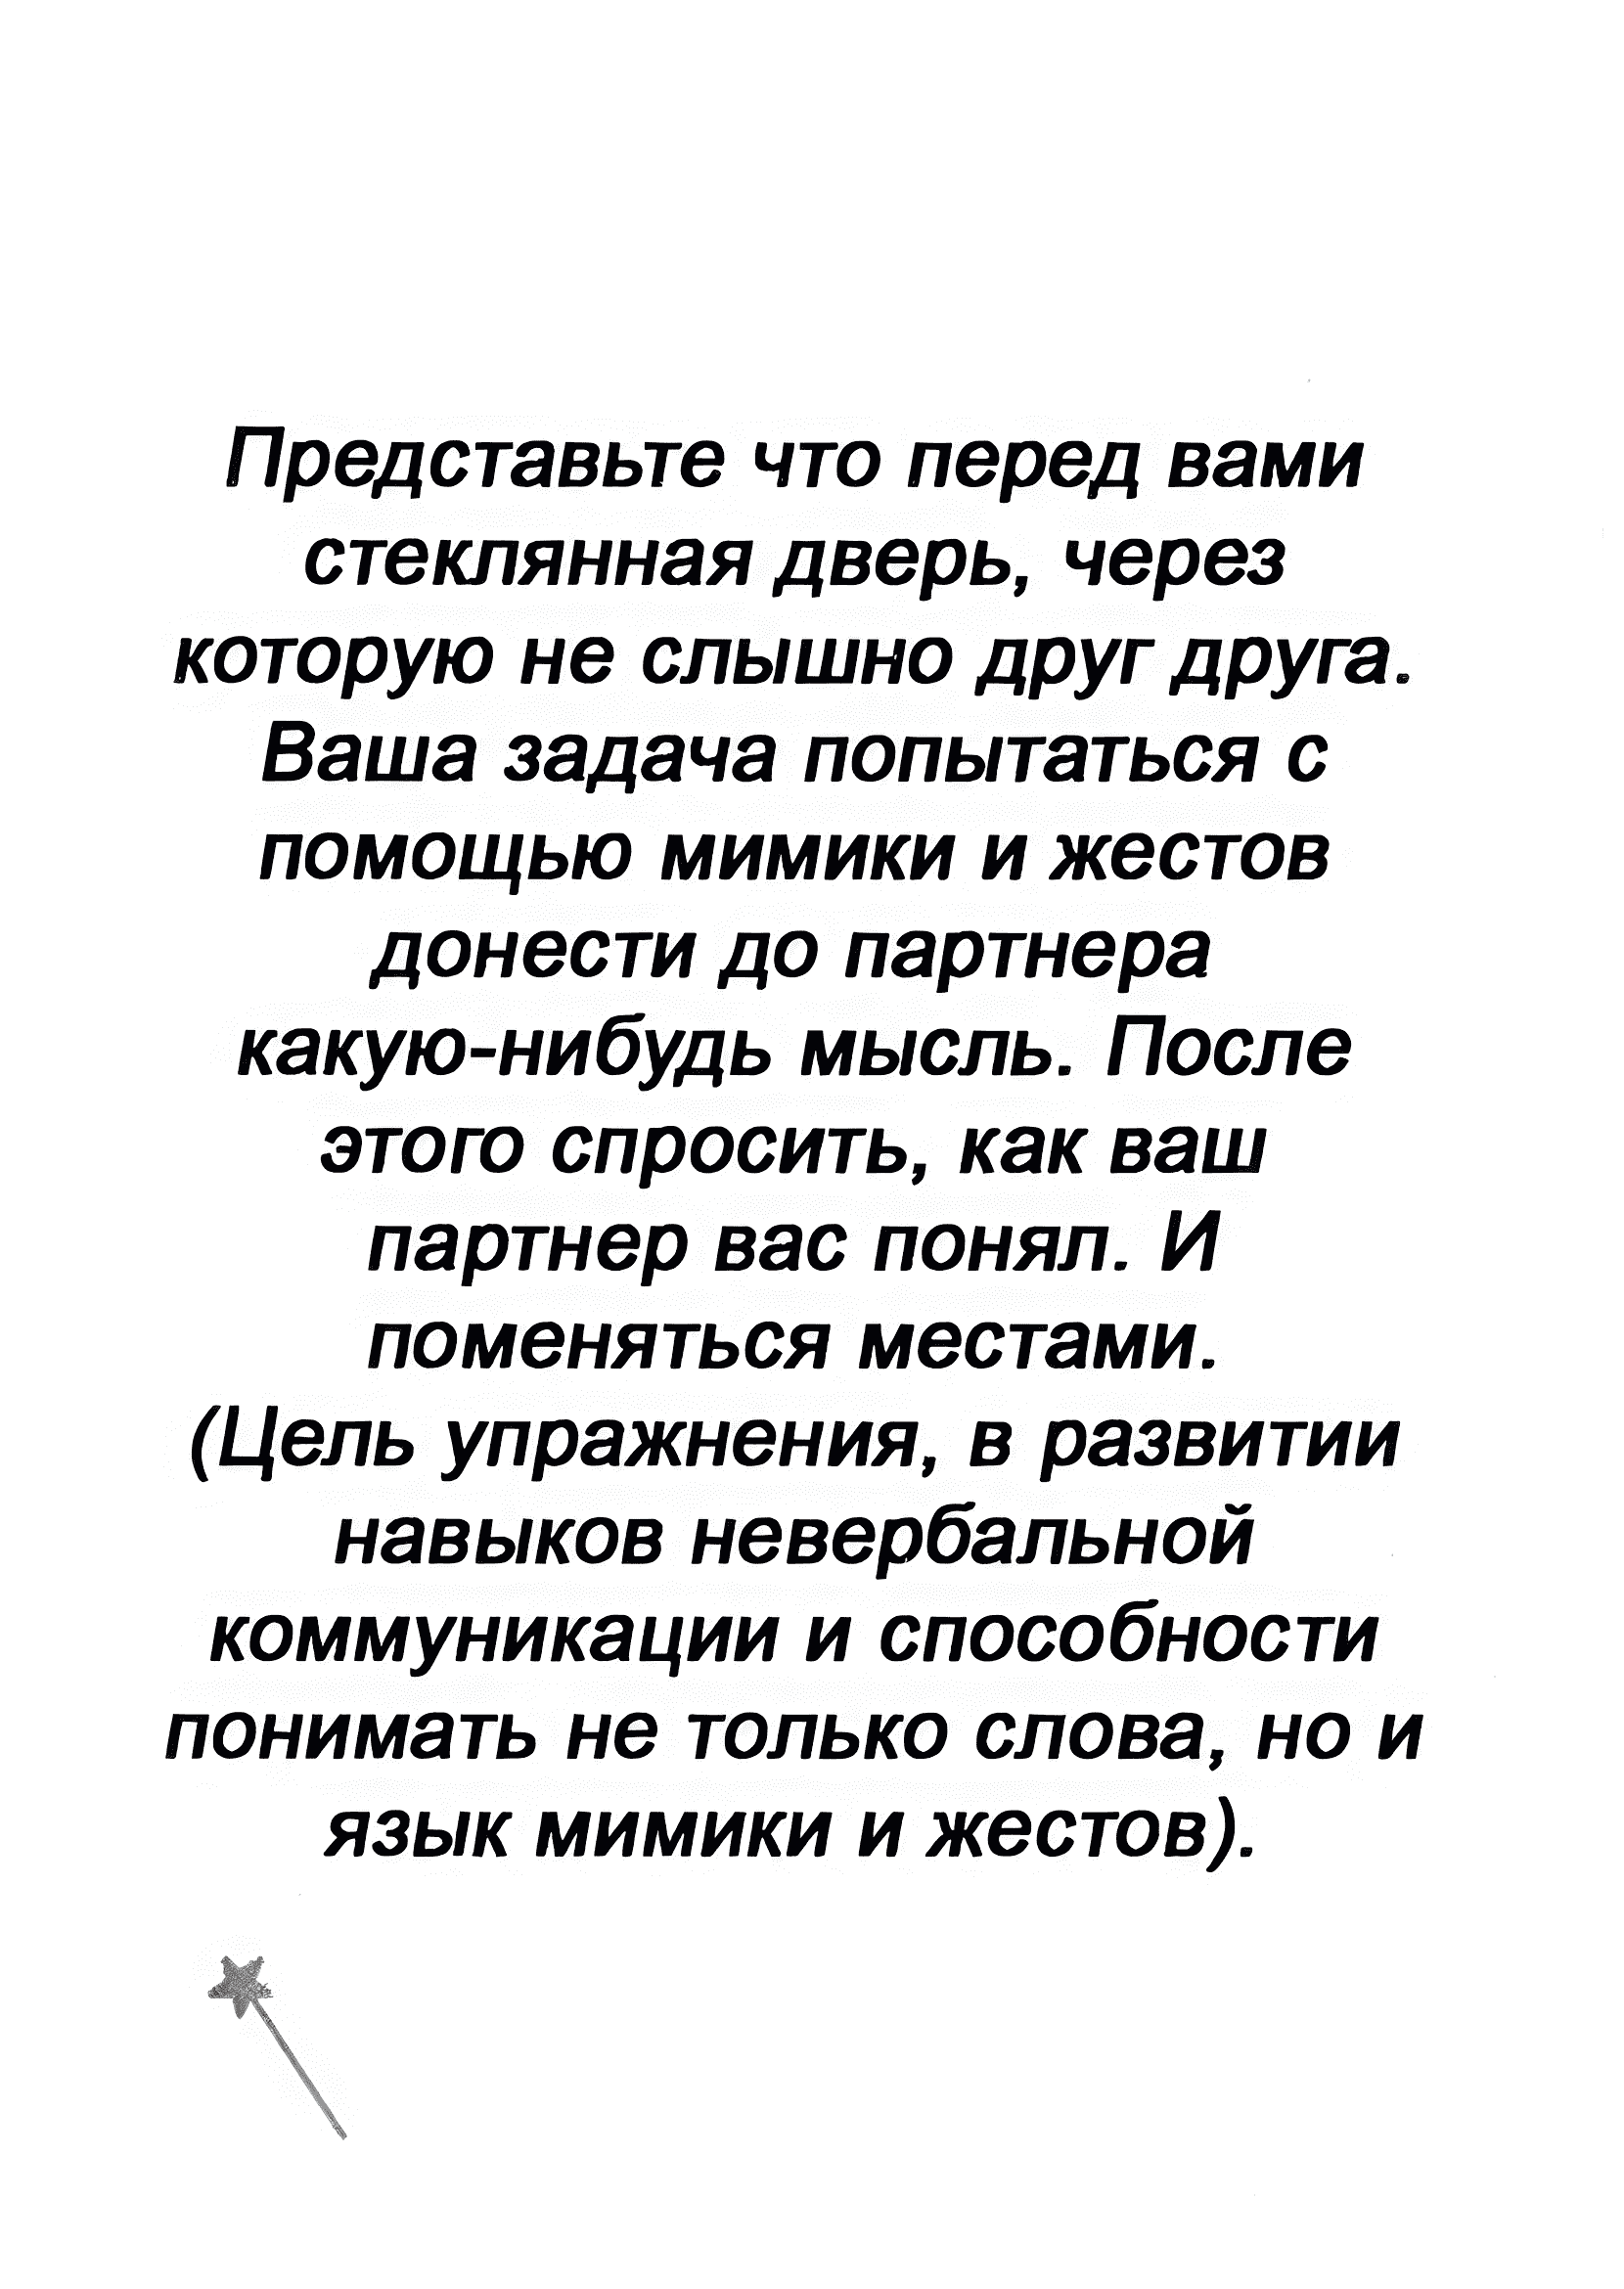 Представьте что перед вами
стеклянная дверь, через
которую не слышно друг друга.
Ваша задача попытаться с
помощью мимики и жестов
донести до партнера
какую-нибудь мысль. После
этого спросить, как ваш
партнер вас понял. И
поменяться местами.
(Цель упражнения, в развитии
навыков невербальной
коммуникации и способности
понимать не только слова, но и
язык мимики и жестов).